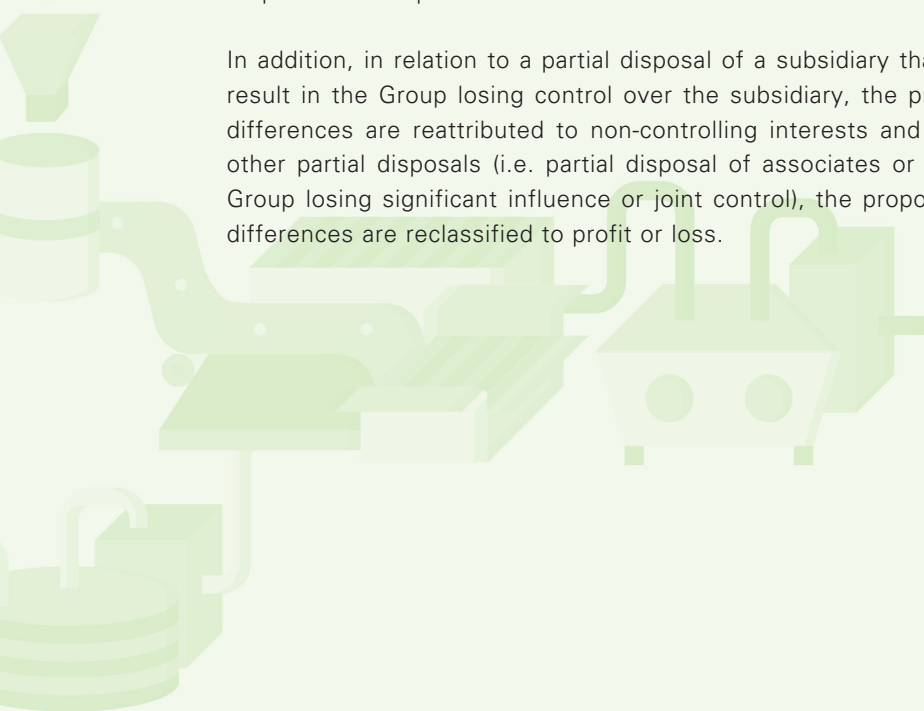 In addition, in relation to a partial disposal of a subsidiary
result in the Group losing control over the subsidiary, the
differences are reattributed to non-controlling interests and
other partial disposals (i.e. partial disposal of associates or
Group losing significant influence or joint control), the
differences are reclassified to profit or loss.